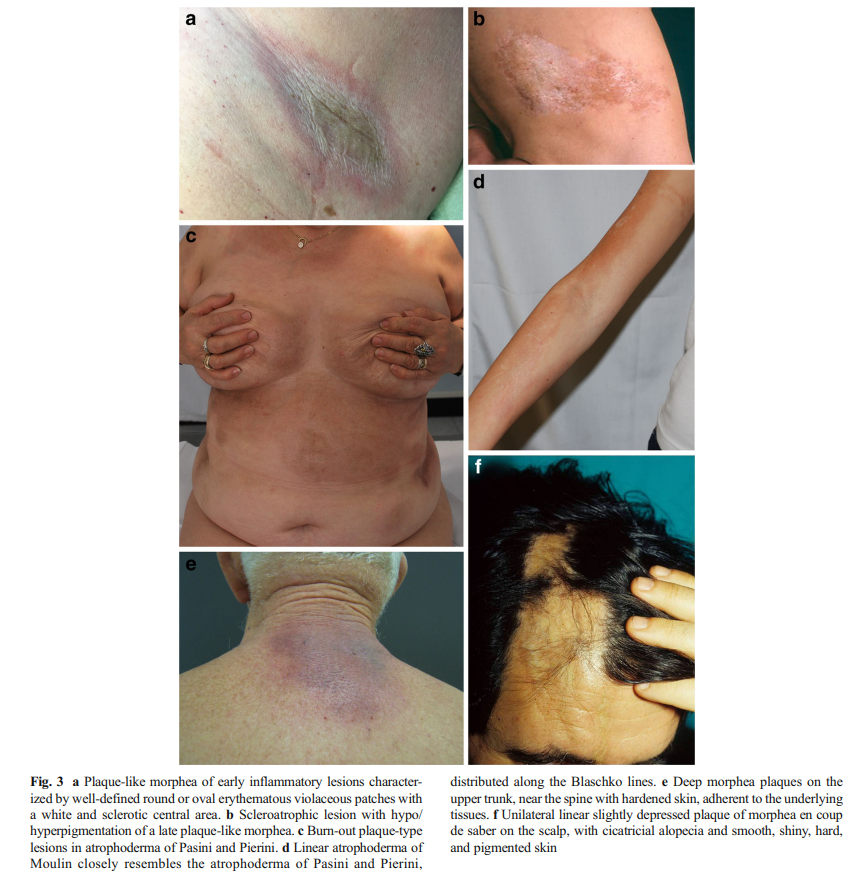 a
b
c
d
e
f
Fig. 3 a Plaque-like morphea of early inflammatory lesions character-
ized by well-defined round or oval erythematous violaceous patches with
a white and sclerotic central area. b Scleroatrophic lesion with hypo/
hyperpigmentation of a late plaque-like morphea. c Burn-out plaque-type
lesions in atrophoderma of Pasini and Pierini. d Linear atrophoderma of
Moulin closely resembles the atrophoderma of Pasini and Pierini,
distributed along the Blaschko lines. e Deep morphea plaques on the
upper trunk, near the spine with hardened skin, adherent to the underlying
tissues. f Unilateral linear slightly depressed plaque of morphea en coup
de saber on the scalp, with cicatricial alopecia and smooth, shiny, hard,
and pigmented skin